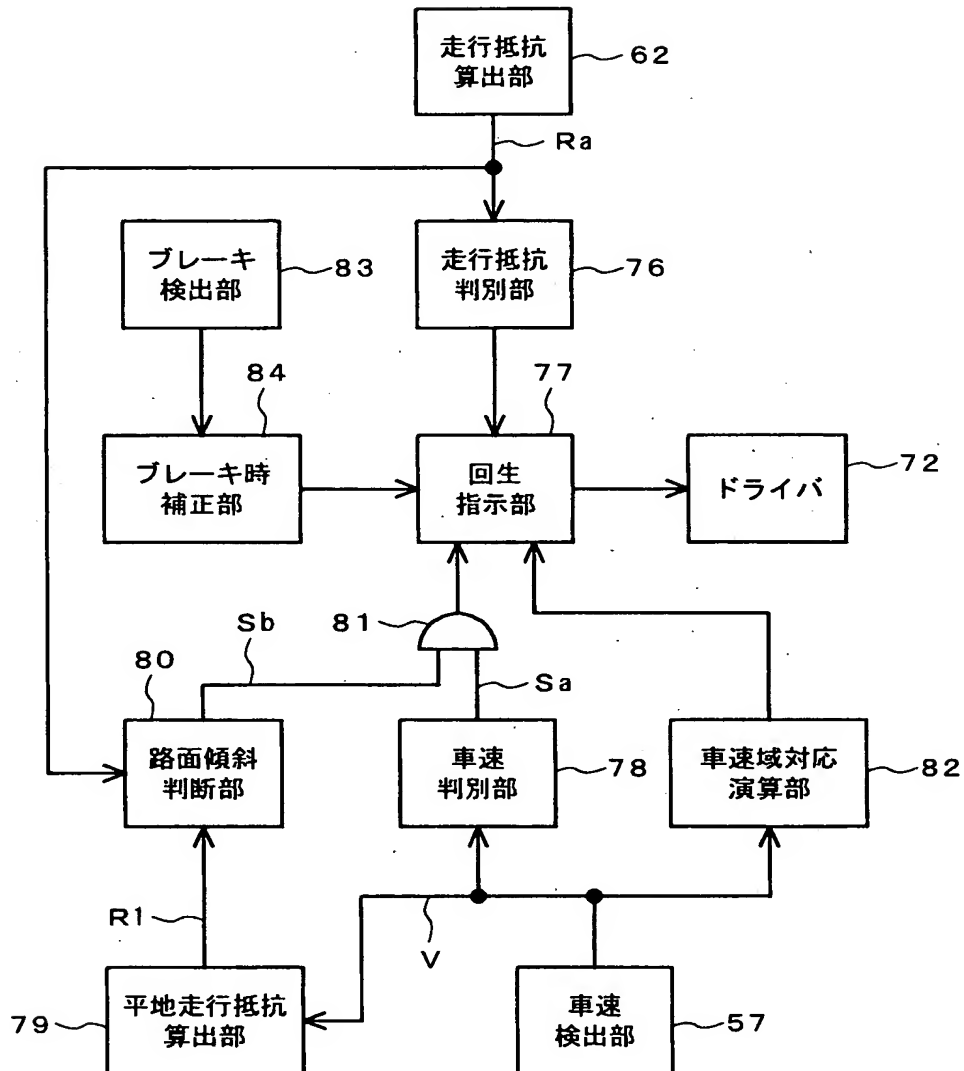 走行抵抗
算出部
62
Ra
ブレーキ
検出部
83
走行抵抗
判別部
76
84
77
ブレーキ時
補正部
回生
指示部
ドライバ
72
81
Sb
Sa
80
路面傾斜
判断部
車速
判別部
78
車速域対応
演算部
82
R1
V
79
平地走行抵抗
算出部
車速
検出部
57